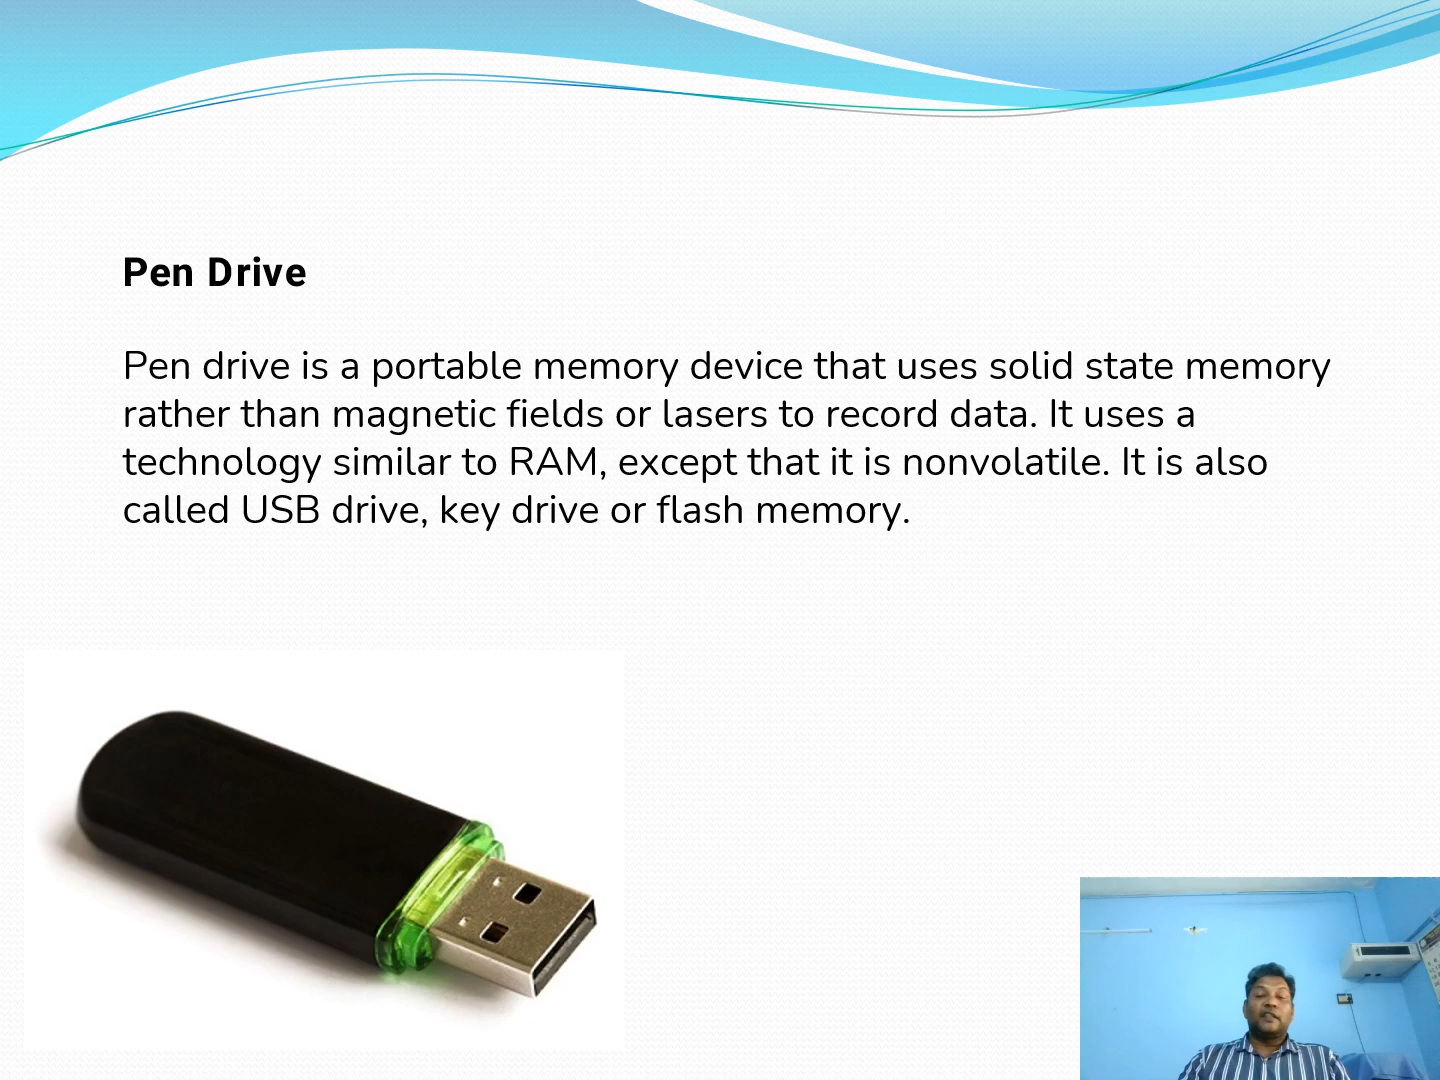 Pen Drive
Pen drive is a portable memory device that uses solid state memory
rather than magnetic fields or lasers to record data. It uses a
technology similar to RAM, except that it is nonvolatile. It is also
called USB drive, key drive or flash memory.